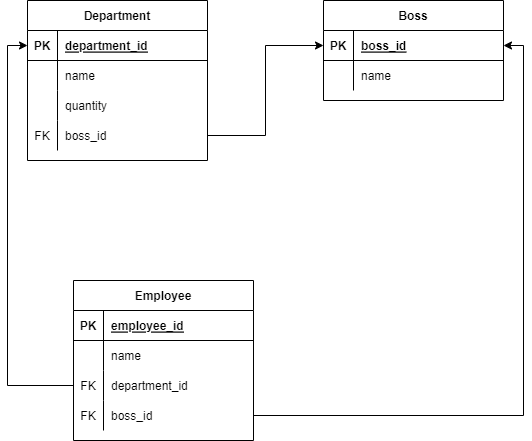 Department
PK department_id
name
quantity
FK boss_id
Boss
PK boss_id
name
Employee
PK employee_id
name
FK department_id
FK boss_id